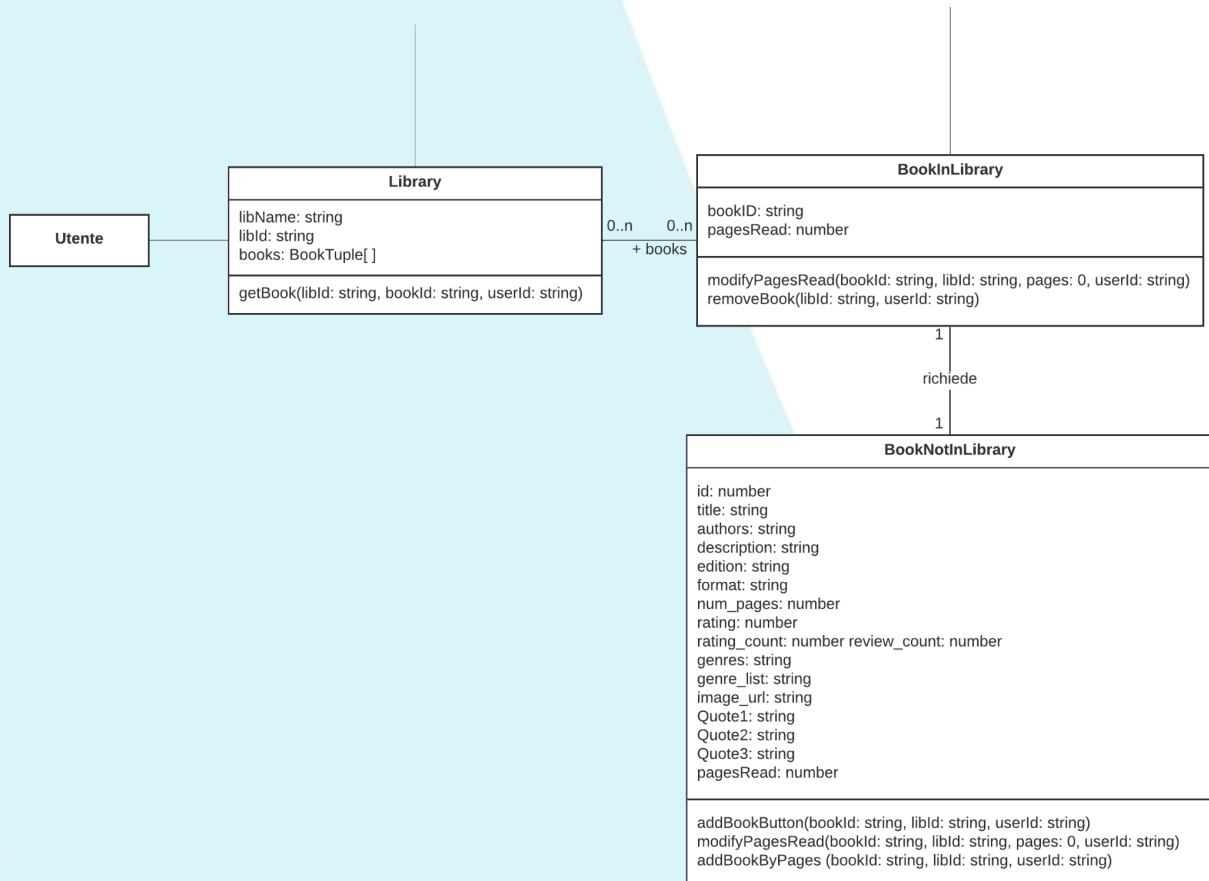 Utente
Library
libName: string
libId: string
books: BookTuple[ ]
getBook(libId: string, bookId: string, userId: string)
0..n
0..n
+ books
BookInLibrary
bookID: string
pagesRead: number
modifyPagesRead(bookId: string, libId: string, pages: 0, userId: string)
removeBook(libId: string, userId: string)
1
richiede
1
BookNotInLibrary
id: number
title: string
authors: string
description: string
edition: string
format: string
num_pages: number
rating: number
rating_count: number review_count: number
genres: string
genre_list: string
image_url: string
Quote1: string
Quote2: string
Quote3: string
pagesRead: number
addBookButton(bookId: string, libId: string, userId: string)
modifyPagesRead(bookId: string, libId: string, pages: 0, userId: string)
addBookByPages (bookId: string, libId: string, userId: string)